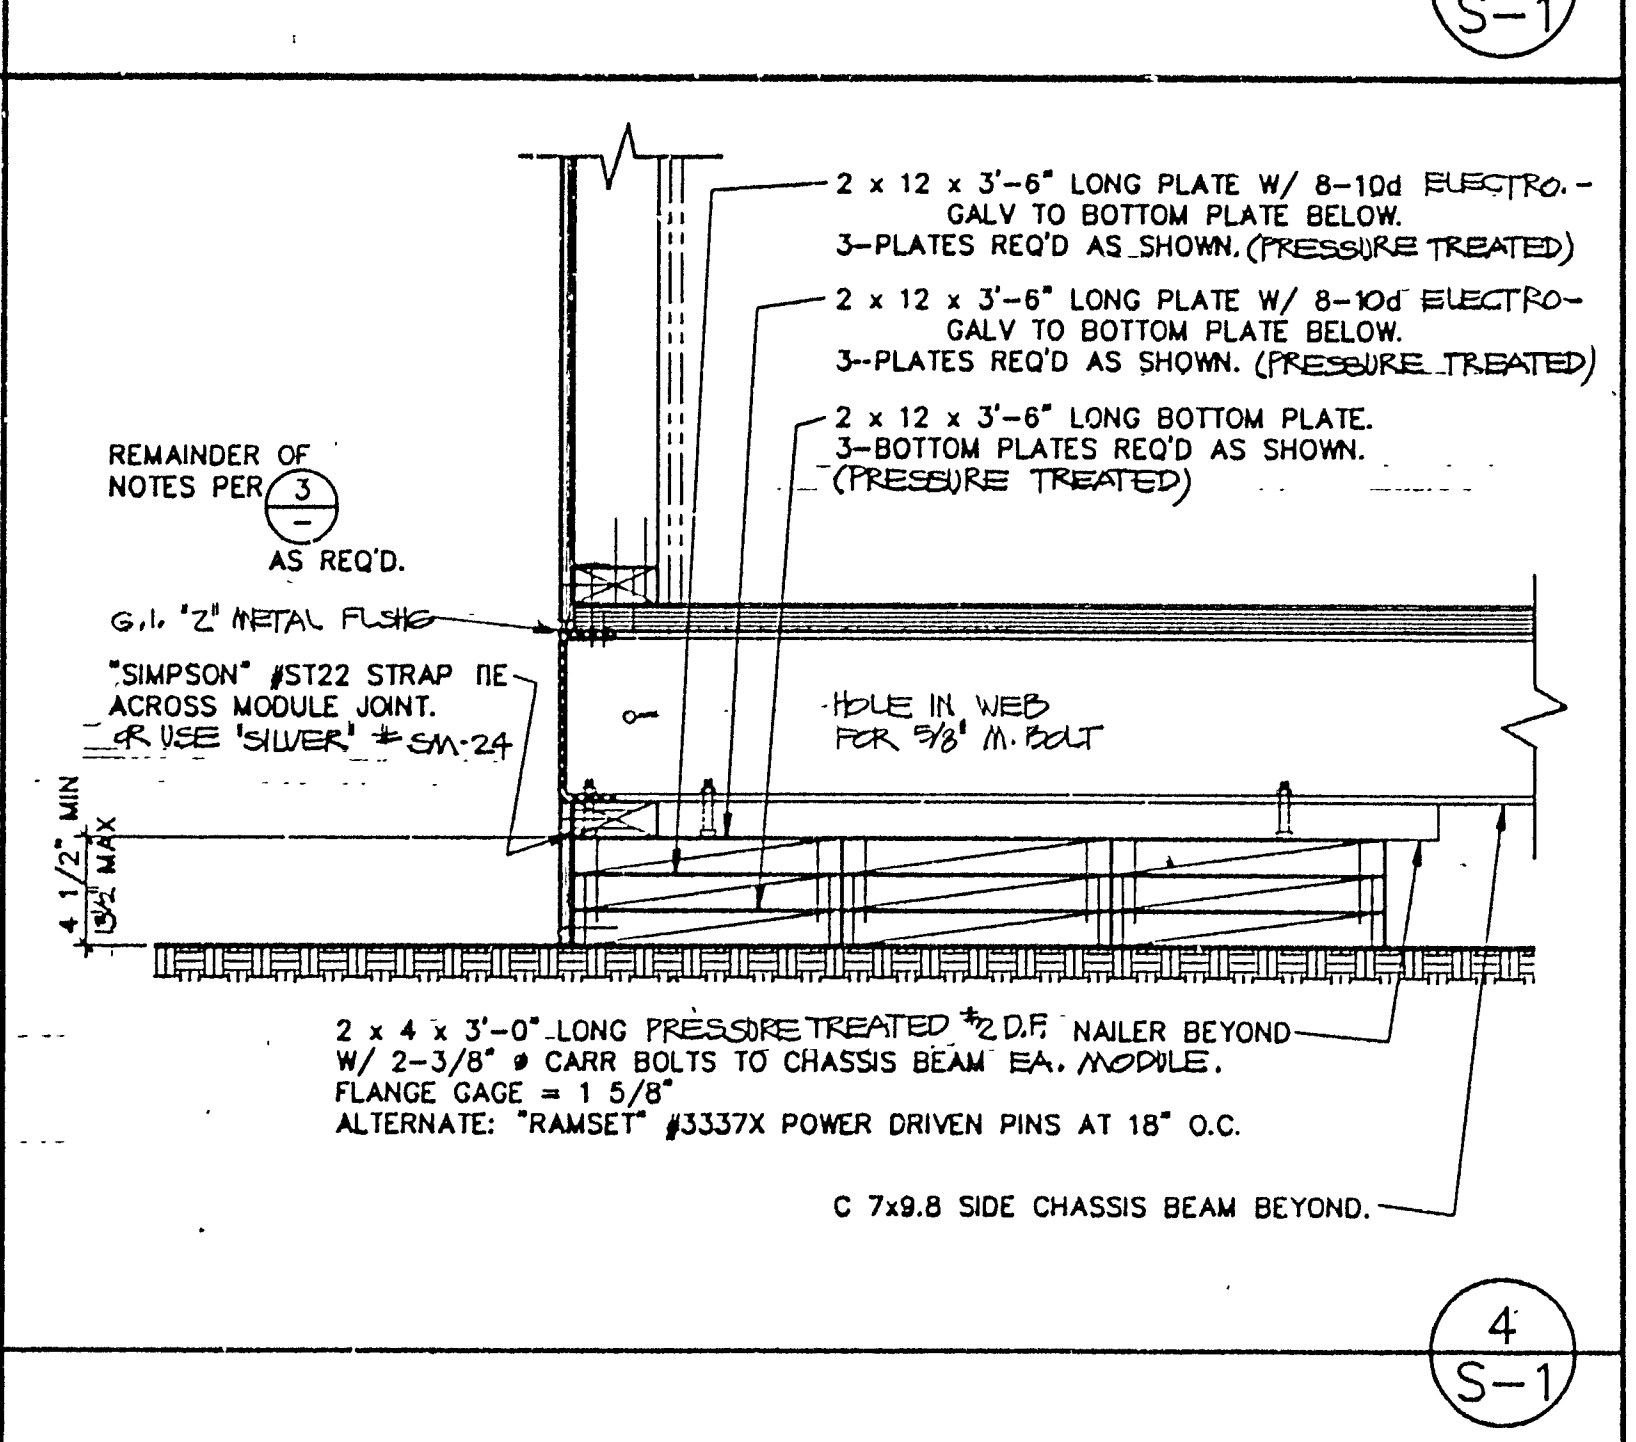 S-1
2 x 12 x 3'-6" LONG PLATE W/ 8-10d ELECTRO.-
GALV TO BOTTOM PLATE BELOW.
3-PLATES REQ'D AS SHOWN. (PRESSURE TREATED)
2 x 12 x 3'-6" LONG PLATE W/ 8-10d ELECTRO-
GALV TO BOTTOM PLATE BELOW.
3--PLATES REQ'D AS SHOWN. (PRESSURE TREATED)
2 x 12 x 3'-6" LONG BOTTOM PLATE.
3-BOTTOM PLATES REQ'D AS SHOWN.
(PRESSURE TREATED)
REMAINDER OF
NOTES PER 3
-
AS REQ'D.
G.I. "Z" METAL FLSHG
"SIMPSON" #ST22 STRAP TIE
ACROSS MODULE JOINT.
OR USE 'SILVER' # SM-24
HOLE IN WEB
FOR 5/8" M. BOLT
4 1/2" MIN
13 1/2" MAX
2 x 4 x 3'-0" LONG PRESSURE TREATED #2 D.F. NAILER BEYOND
W/ 2-3/8" ø CARR BOLTS TO CHASSIS BEAM EA. MODULE.
FLANGE GAGE = 1 5/8"
ALTERNATE: "RAMSET" #3337X POWER DRIVEN PINS AT 18" O.C.
C 7x9.8 SIDE CHASSIS BEAM BEYOND.
4
S-1